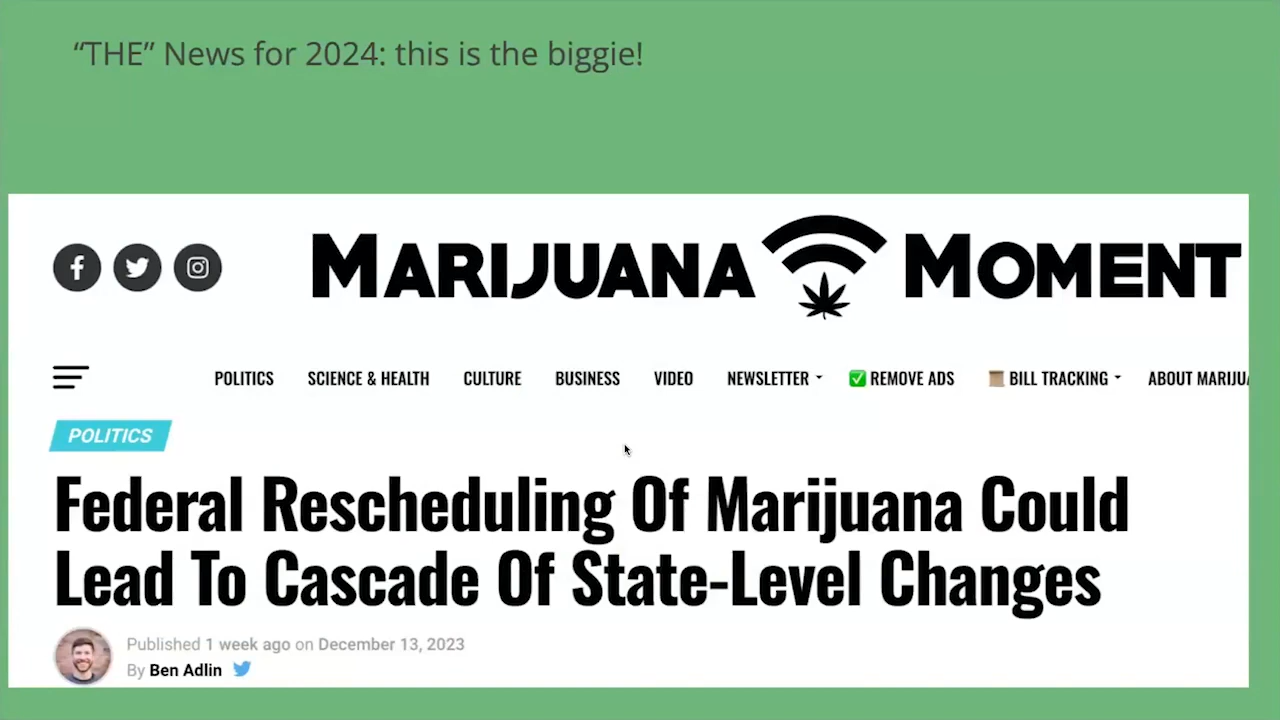 “THE” News for 2024: this is the biggie!
MARIJUANA MOMENT
POLITICS SCIENCE & HEALTH CULTURE BUSINESS VIDEO NEWSLETTER REMOVE ADS BILL TRACKING ABOUT MARIJU
POLITICS
Federal Rescheduling Of Marijuana Could
Lead To Cascade Of State-Level Changes
Published 1 week ago on December 13, 2023
By Ben Adlin